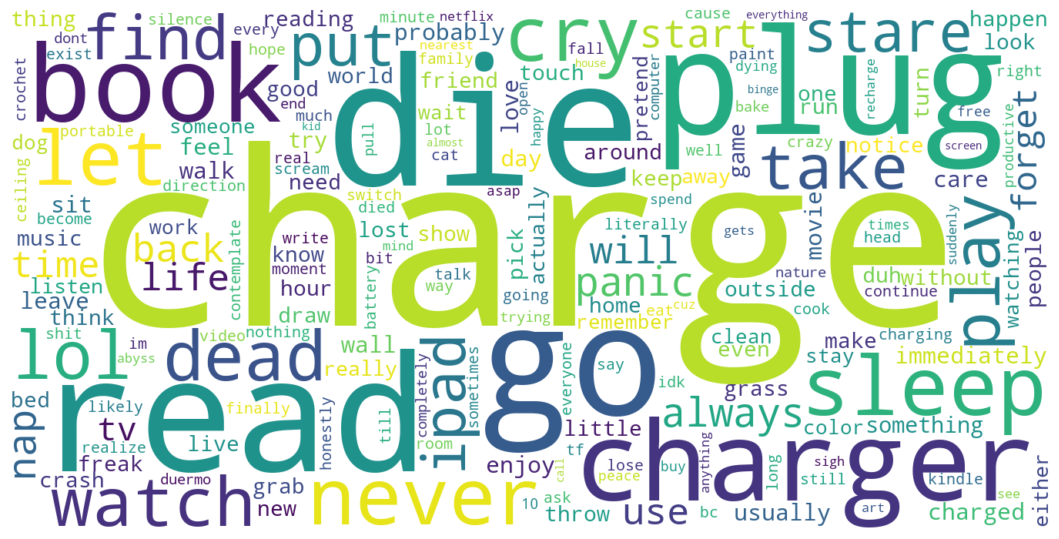 thing
silence
every
reading
minute
netflix
cry
start
cause
everything
stare
happen
look
crochet
book
dont
exist
hope
find
put
probably
world
family
nearest
friend
fall
house
touch
paint
dying
one
run
bake
binge
plug
turn
recharge
free
right
good
end
die
love
open
happy
pretend
computer
much
kid
let
dog
portable
someone
feel
try
wait
lot
almost
cat
pull
day
around
well
game
crazy
notice
take
screen
productive
forget
ceiling
walk
real
scream
need
keep
away
care
direction
sit
become
music
work
charge
switch
asap
died
lost
show
literally
spend
movie
times
head
suddenly
play
people
time
back
life
contemplate
write
know
bit
mind
pick
actually
will
gets
nature
duh
without
watching
listen
leave
think
moment
hour
draw
battery
talk
way
going
trying
panic
home
eat
cuz
outside
cook
continue
remember
shit
im
video
nothing
wall
clean
even
make
charging
lol
abyss
dead
really
ipad
go
everyone
say
stay
immediately
bed
read
likely
finally
honestly
till
completely
sometimes
idk
grass
sleep
nap
tv
realize
live
room
little
always
color
something
freak
enjoy
call
tf
lose
buy
anything
long
sigh
kindle
either
crash
duermo
peace
charger
still
see
watch
grab
new
never
10
ask
throw
use
bc
usually
art
charged